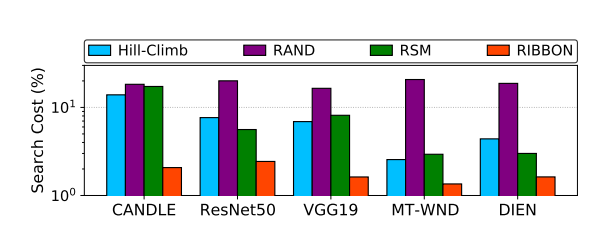 Hill-Climb RAND RSM RIBBON
Search Cost (%)
10¹
10⁰
CANDLE ResNet50 VGG19 MT-WND DIEN